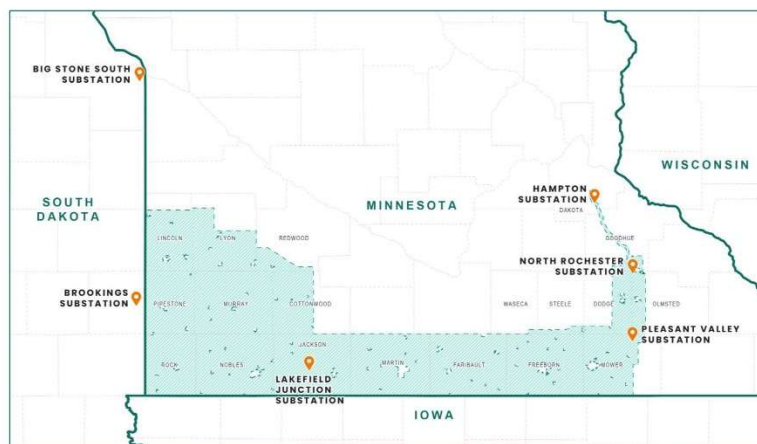 BIG STONE SOUTH
SUBSTATION
WISCONSIN
HAMPTON
SUBSTATION
SOUTH
DAKOTA
MINNESOTA
DAKOTA
LINCOLN
LYON
REDWOOD
GOODHUE
NORTH ROCHESTER
SUBSTATION
BROOKINGS
SUBSTATION
PIPESTONE
MURRAY
COTTONWOOD
WASECA
STEELE
DODGE
OLMSTED
PLEASANT VALLEY
SUBSTATION
JACKSON
ROCK
NOBLES
MARTIN
FARIBAULT
FREEBORN
MOWER
LAKEFIELD
JUNCTION
SUBSTATION
IOWA